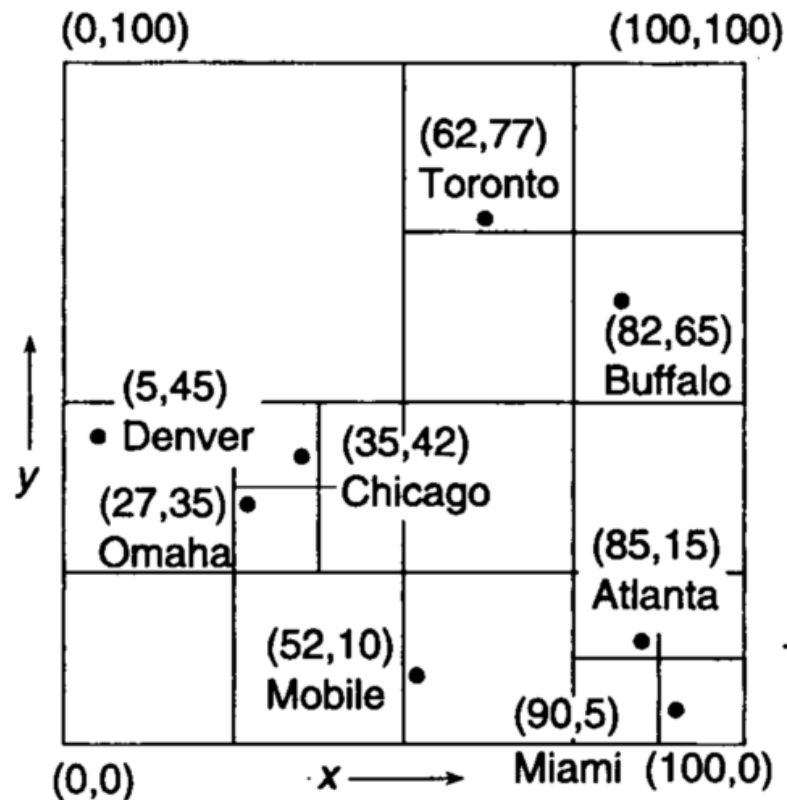 (0,100) (100,100)
(62,77)
Toronto
(82,65)
Buffalo
(5,45)
Denver
(35,42)
Chicago
y
(27,35)
Omaha
(85,15)
Atlanta
(52,10)
Mobile
(90,5)
Miami (100,0)
(0,0) x